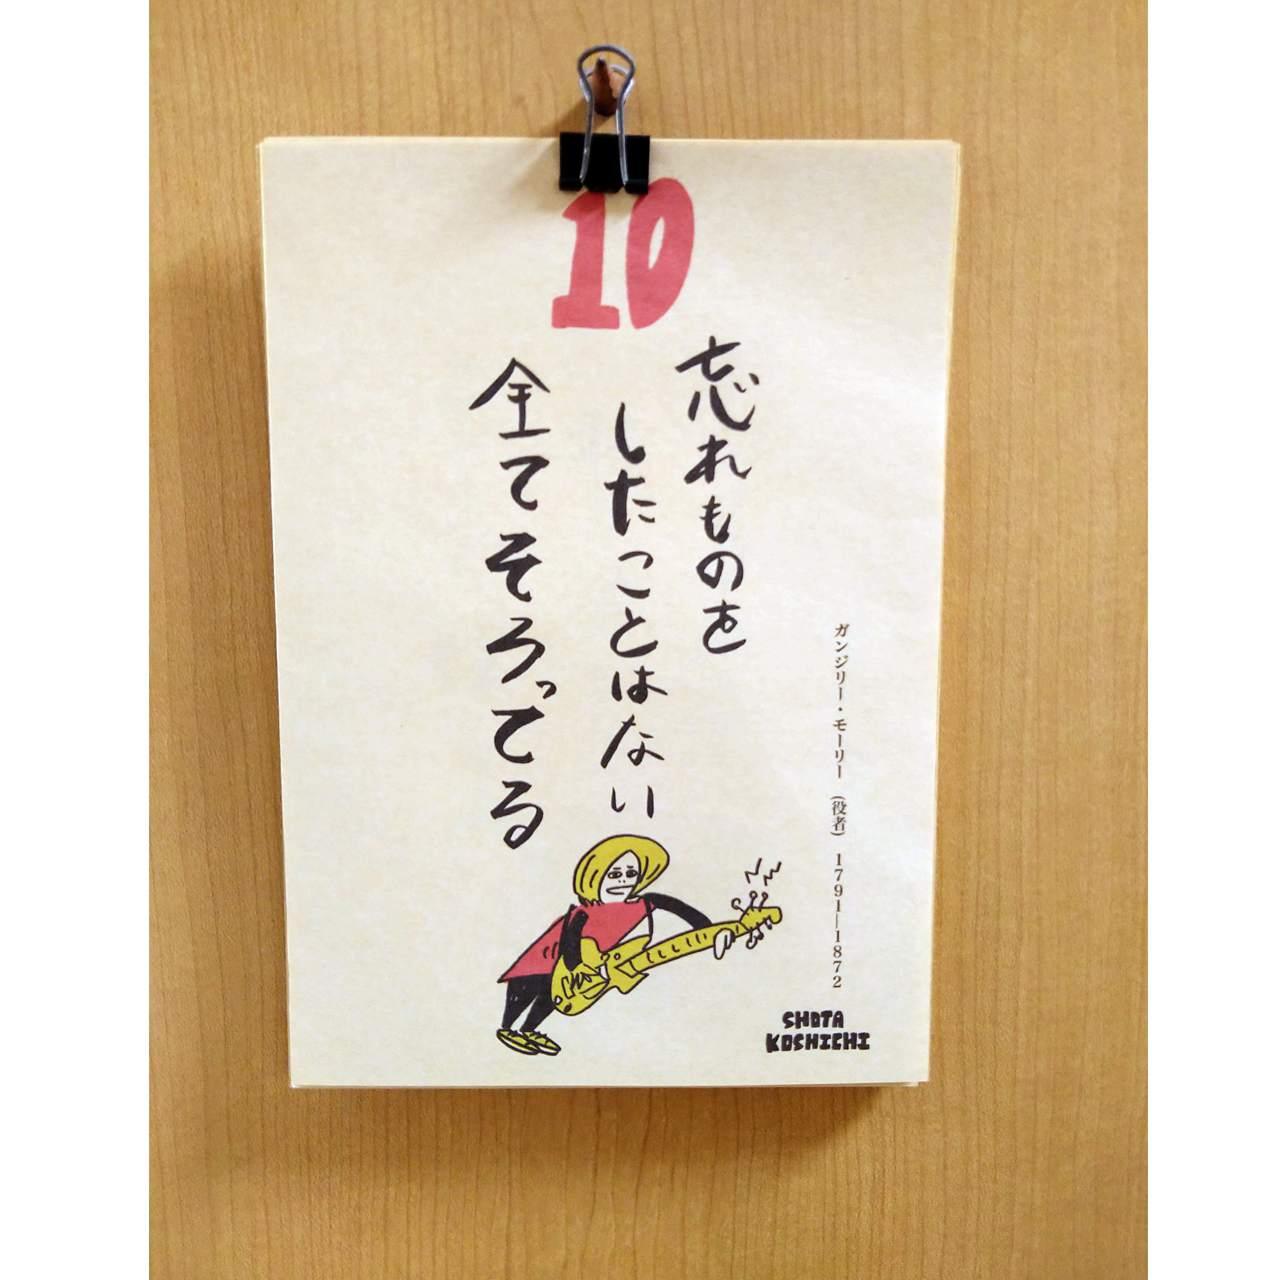 10
忘れものを
したことはない
全てそろってる
ガンジリー・モーリー (役者) 1791—1872
SHOTA
KOSHICHI